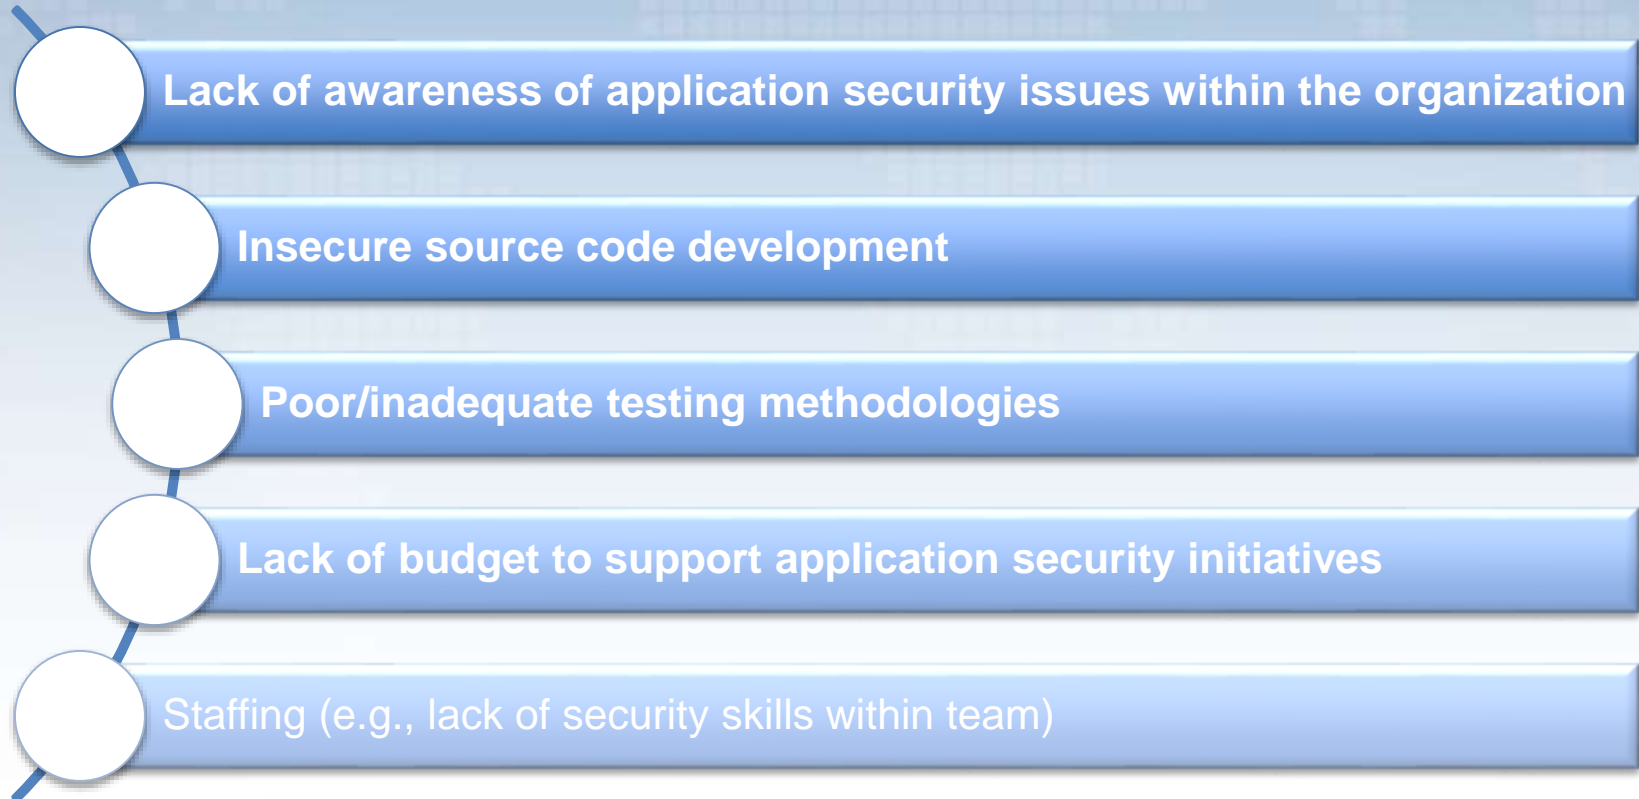 Lack of awareness of application security issues within the organization
Insecure source code development
Poor/inadequate testing methodologies
Lack of budget to support application security initiatives
Staffing (e.g., lack of security skills within team)